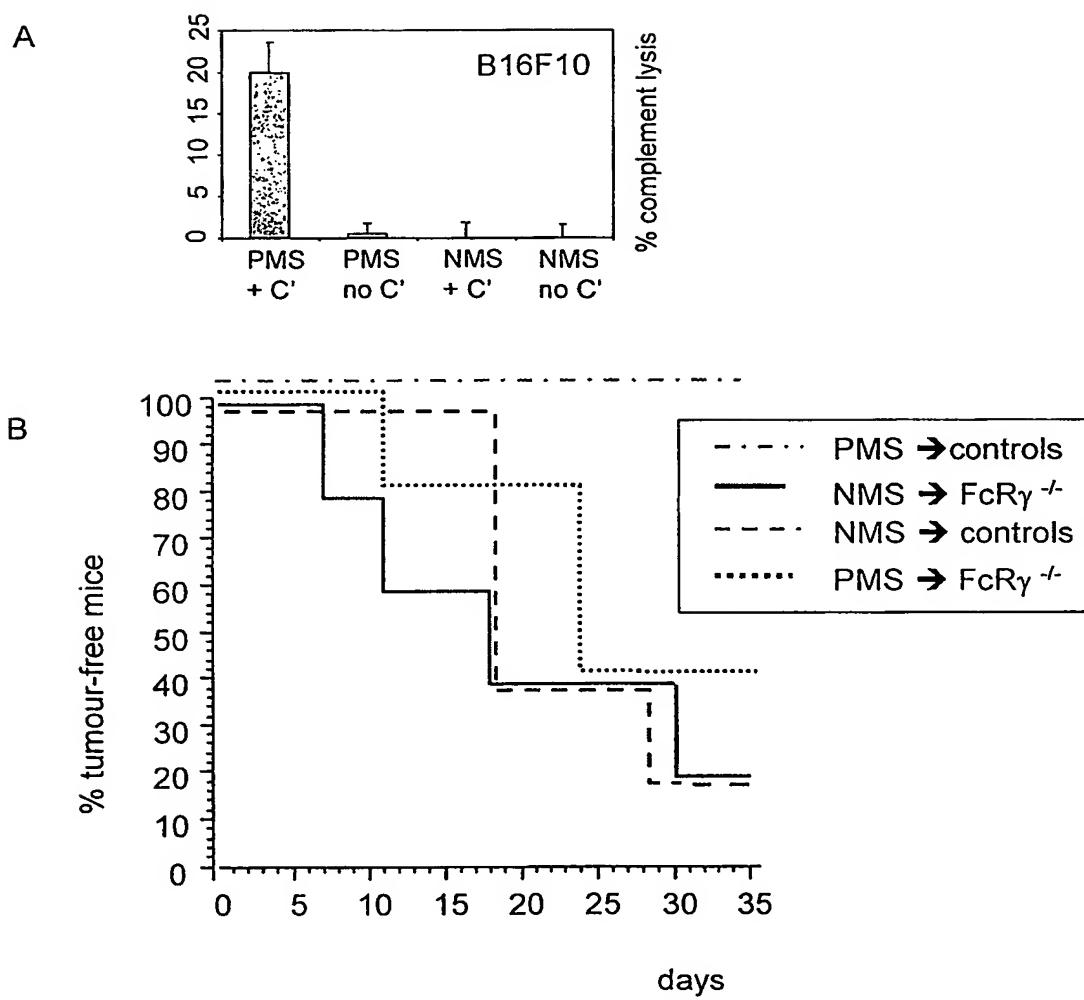 A
25
20
15
10
5
0
B16F10
% complement lysis
PMS + C'
PMS no C'
NMS + C'
NMS no C'
B
100
90
80
70
60
50
40
30
20
10
0
% tumour-free mice
PMS → controls
NMS → FcRγ -/-
NMS → controls
PMS → FcRγ -/-
0 5 10 15 20 25 30 35
days